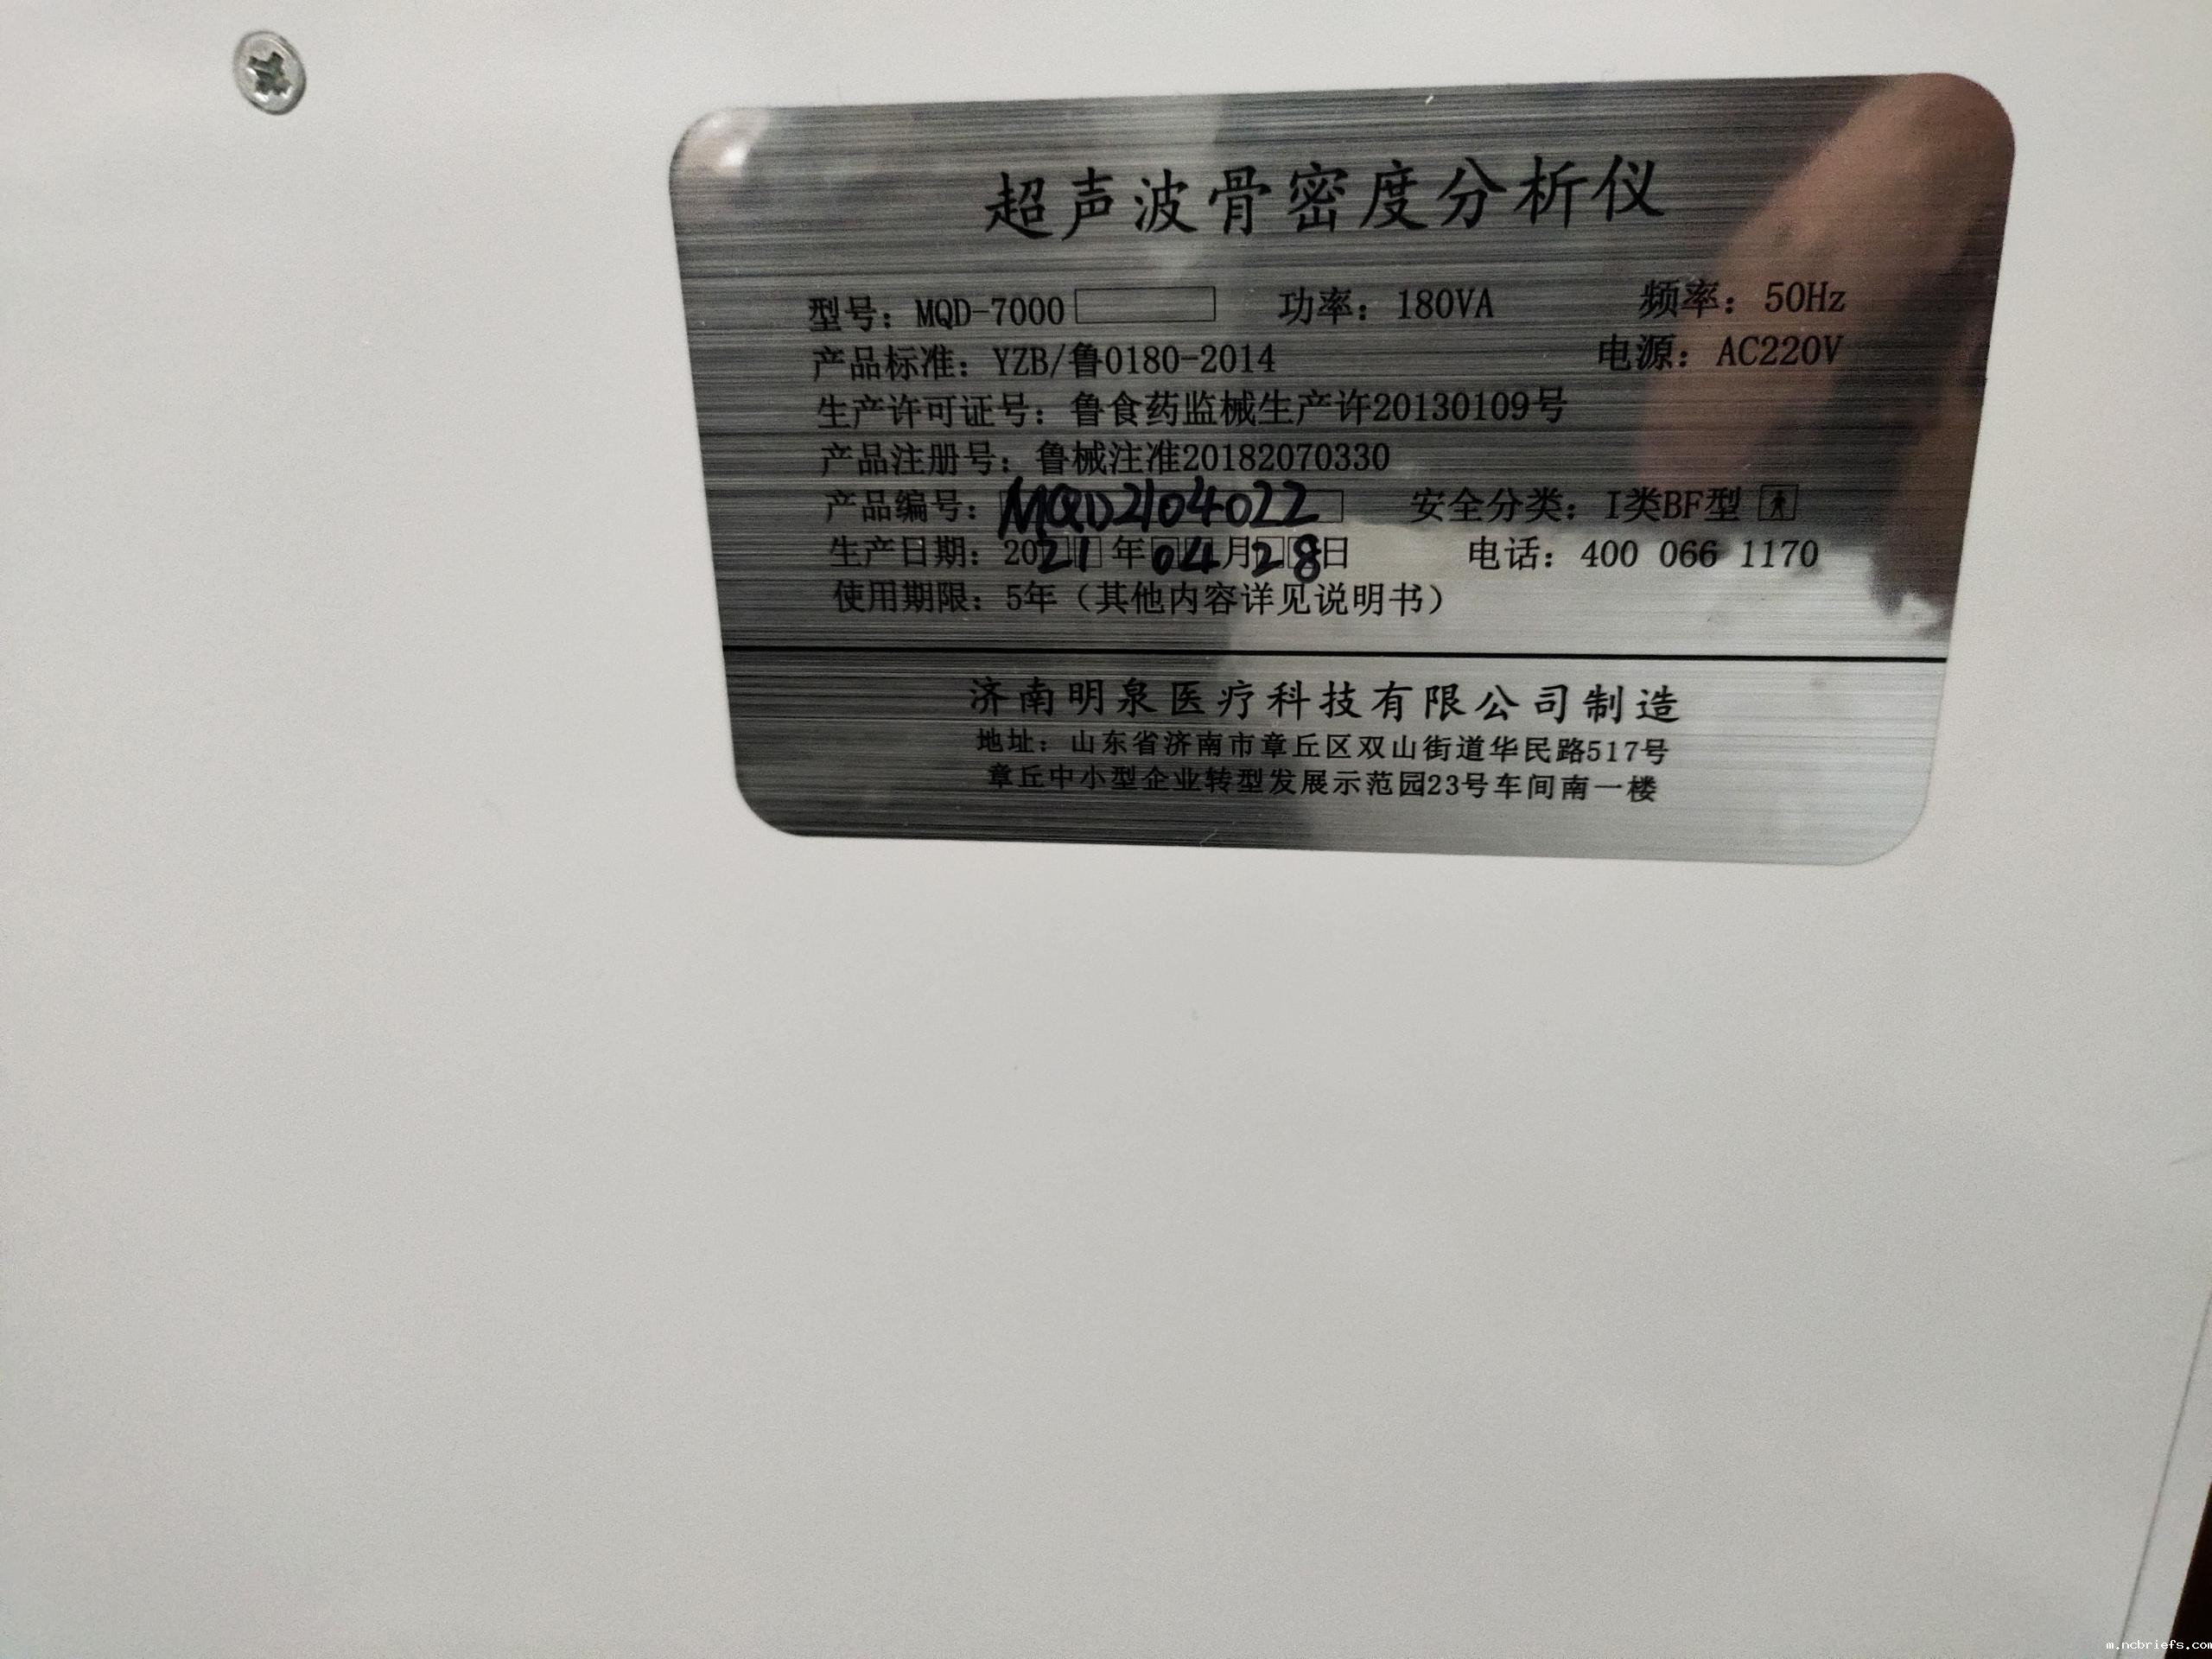 超声波骨密度分析仪
型号：MQD-7000 功率：180VA 频率：50Hz
产品标准：YZB/鲁0180-2014 电源：AC220V
生产许可证号：鲁食药监械生产许20130109号
产品注册号：鲁械注准20182070330
产品编号：MQD2104022 安全分类：I类BF型
生产日期：2021年04月28日 电话：400 066 1170
使用期限：5年（其他内容详见说明书）
济南明泉医疗科技有限公司制造
地址：山东省济南市章丘区双山街道华民路517号
章丘中小型企业转型发展示范园23号车间南一楼
m.ncbriefs.com